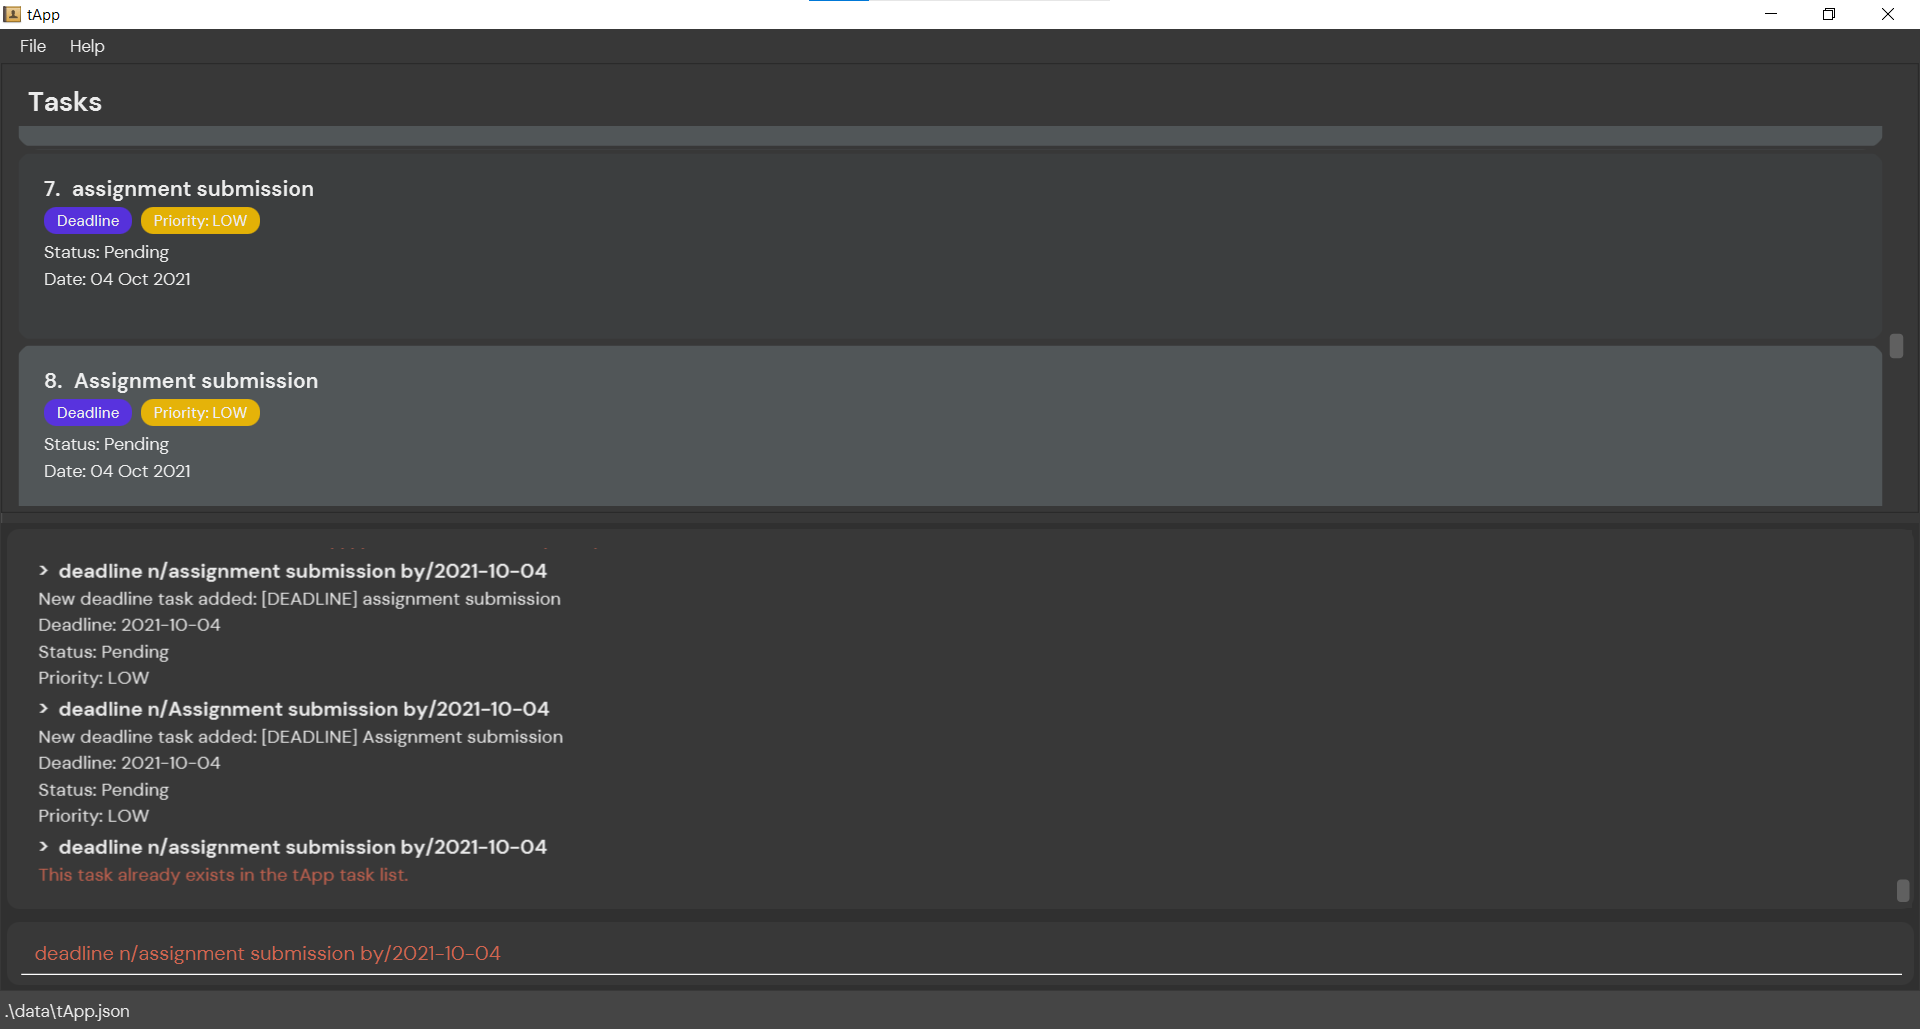 tApp
File Help
Tasks
7. assignment submission
Deadline Priority: LOW
Status: Pending
Date: 04 Oct 2021
8. Assignment submission
Deadline Priority: LOW
Status: Pending
Date: 04 Oct 2021
> deadline n/assignment submission by/2021-10-04
New deadline task added: [DEADLINE] assignment submission
Deadline: 2021-10-04
Status: Pending
Priority: LOW
> deadline n/Assignment submission by/2021-10-04
New deadline task added: [DEADLINE] Assignment submission
Deadline: 2021-10-04
Status: Pending
Priority: LOW
> deadline n/assignment submission by/2021-10-04
This task already exists in the tApp task list.
deadline n/assignment submission by/2021-10-04
.\data\tApp.json